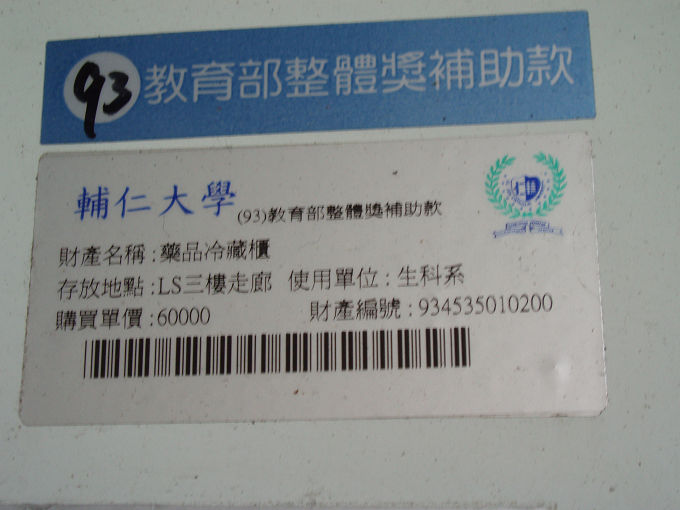 93教育部整體獎補助款
輔仁大學 (93)教育部整體獎補助款
財產名稱:藥品冷藏櫃
存放地點:LS三樓走廊 使用單位:生科系
購買單價:60000 財產編號:934535010200